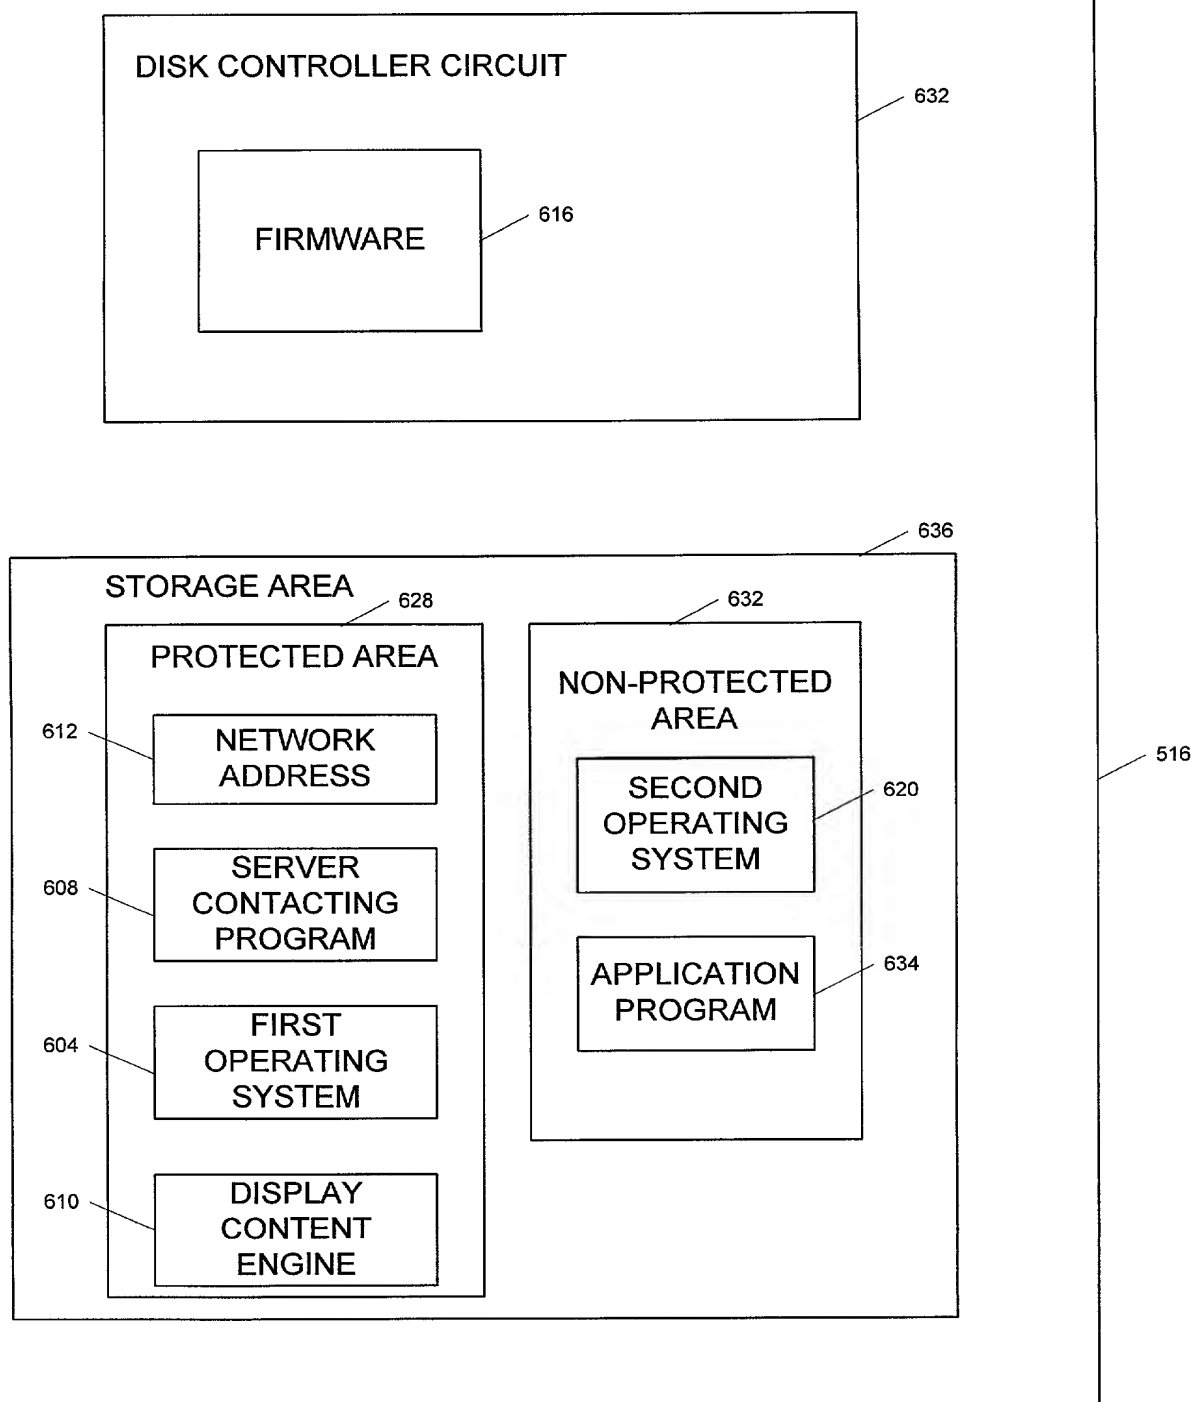 DISK CONTROLLER CIRCUIT
632
FIRMWARE
616
636
STORAGE AREA
628
632
PROTECTED AREA
NON-PROTECTED
AREA
612
NETWORK
ADDRESS
516
SECOND
OPERATING
SYSTEM
620
608
SERVER
CONTACTING
PROGRAM
APPLICATION
PROGRAM
634
604
FIRST
OPERATING
SYSTEM
610
DISPLAY
CONTENT
ENGINE